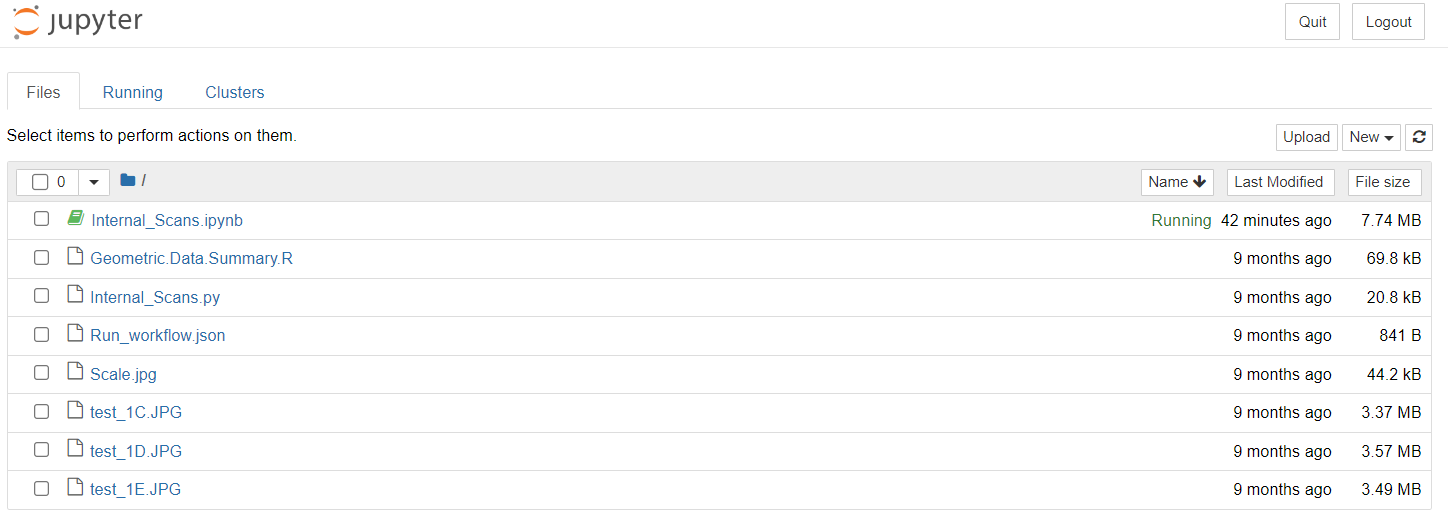 jupyter Quit Logout
Files Running Clusters
Select items to perform actions on them. Upload New
0 / Name Last Modified File size
Internal_Scans.ipynb Running 42 minutes ago 7.74 MB
Geometric.Data.Summary.R 9 months ago 69.8 kB
Internal_Scans.py 9 months ago 20.8 kB
Run_workflow.json 9 months ago 841 B
Scale.jpg 9 months ago 44.2 kB
test_1C.JPG 9 months ago 3.37 MB
test_1D.JPG 9 months ago 3.57 MB
test_1E.JPG 9 months ago 3.49 MB